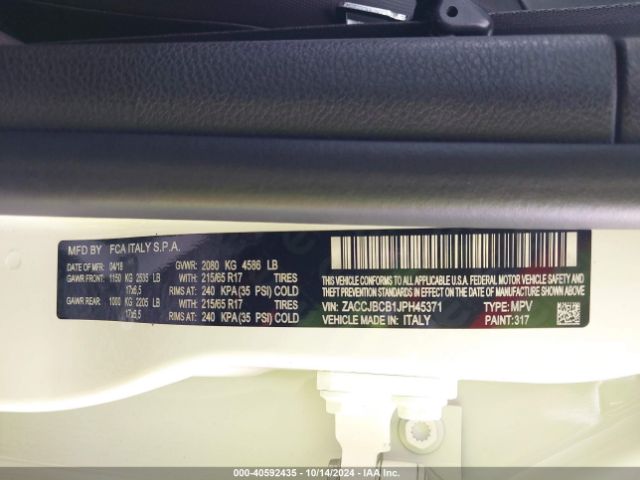 MFD BY FCA ITALY S.P.A.
DATE OF MFD: 04/18 GVWR: 2080 KG 4586 LB
GAWR FRONT: 1150 KG 2535 LB WITH: 215/65 R17 TIRES
17x6,5 RIMS AT: 240 KPA (35 PSI) COLD
GAWR REAR: 1000 KG 2205 LB WITH: 215/65 R17 TIRES
17x6,5 RIMS AT: 240 KPA (35 PSI) COLD
THIS VEHICLE CONFORMS TO ALL APPLICABLE U.S.A. FEDERAL MOTOR VEHICLE SAFETY,
BUMPER, AND THEFT PREVENTION STANDARDS IN EFFECT ON THE
DATE OF MANUFACTURE SHOWN ABOVE.
VIN: ZACCJBCB1JPH45371 TYPE: MPV
VEHICLE MADE IN: ITALY PAINT: 317
000-40592435 - 10/14/2024 - IAA Inc.